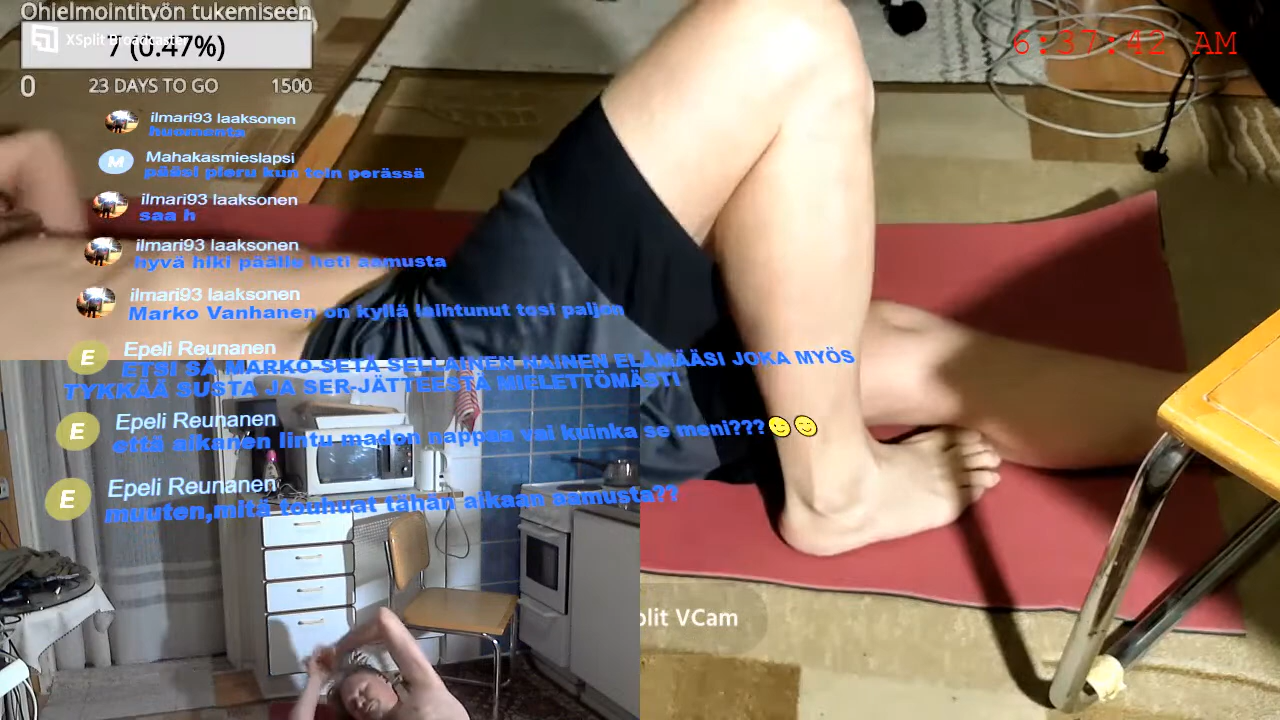 Ohjelmointityön tukemiseen
XSplit Broadcaster
7 (0.47%)
0 23 DAYS TO GO 1500
6:37:42 AM
ilmari93 laaksonen
huomenta
Mahakasmieslapsi
pääsi pieru kun tein perässä
ilmari93 laaksonen
saa h
ilmari93 laaksonen
hyvä hiki päälle heti aamusta
ilmari93 laaksonen
Marko Vanhanen on kyllä laihtunut tosi paljon
Epeli Reunanen
ETSI SÄ MARKO-SETÄ SELLAINEN NAINEN ELÄMÄÄSI JOKA MYÖS
TYKKÄÄ SUSTA JA SER-JÄTTEESTÄ MIELETTÖMÄSTI
Epeli Reunanen
että aikanen lintu madon nappaa vai kuinka se meni???
Epeli Reunanen
muuten,mitä touhuat tähän aikaan aamusta??
plit VCam